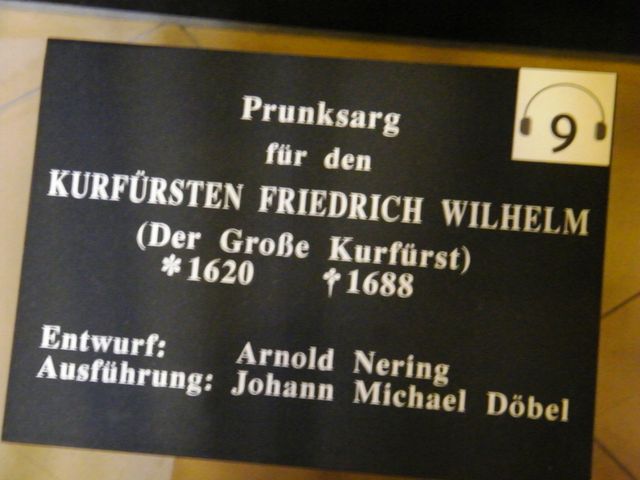 Prunksarg
9
für den
KURFÜRSTEN FRIEDRICH WILHELM
(Der Große Kurfürst)
*1620 †1688
Entwurf: Arnold Nering
Ausführung: Johann Michael Döbel